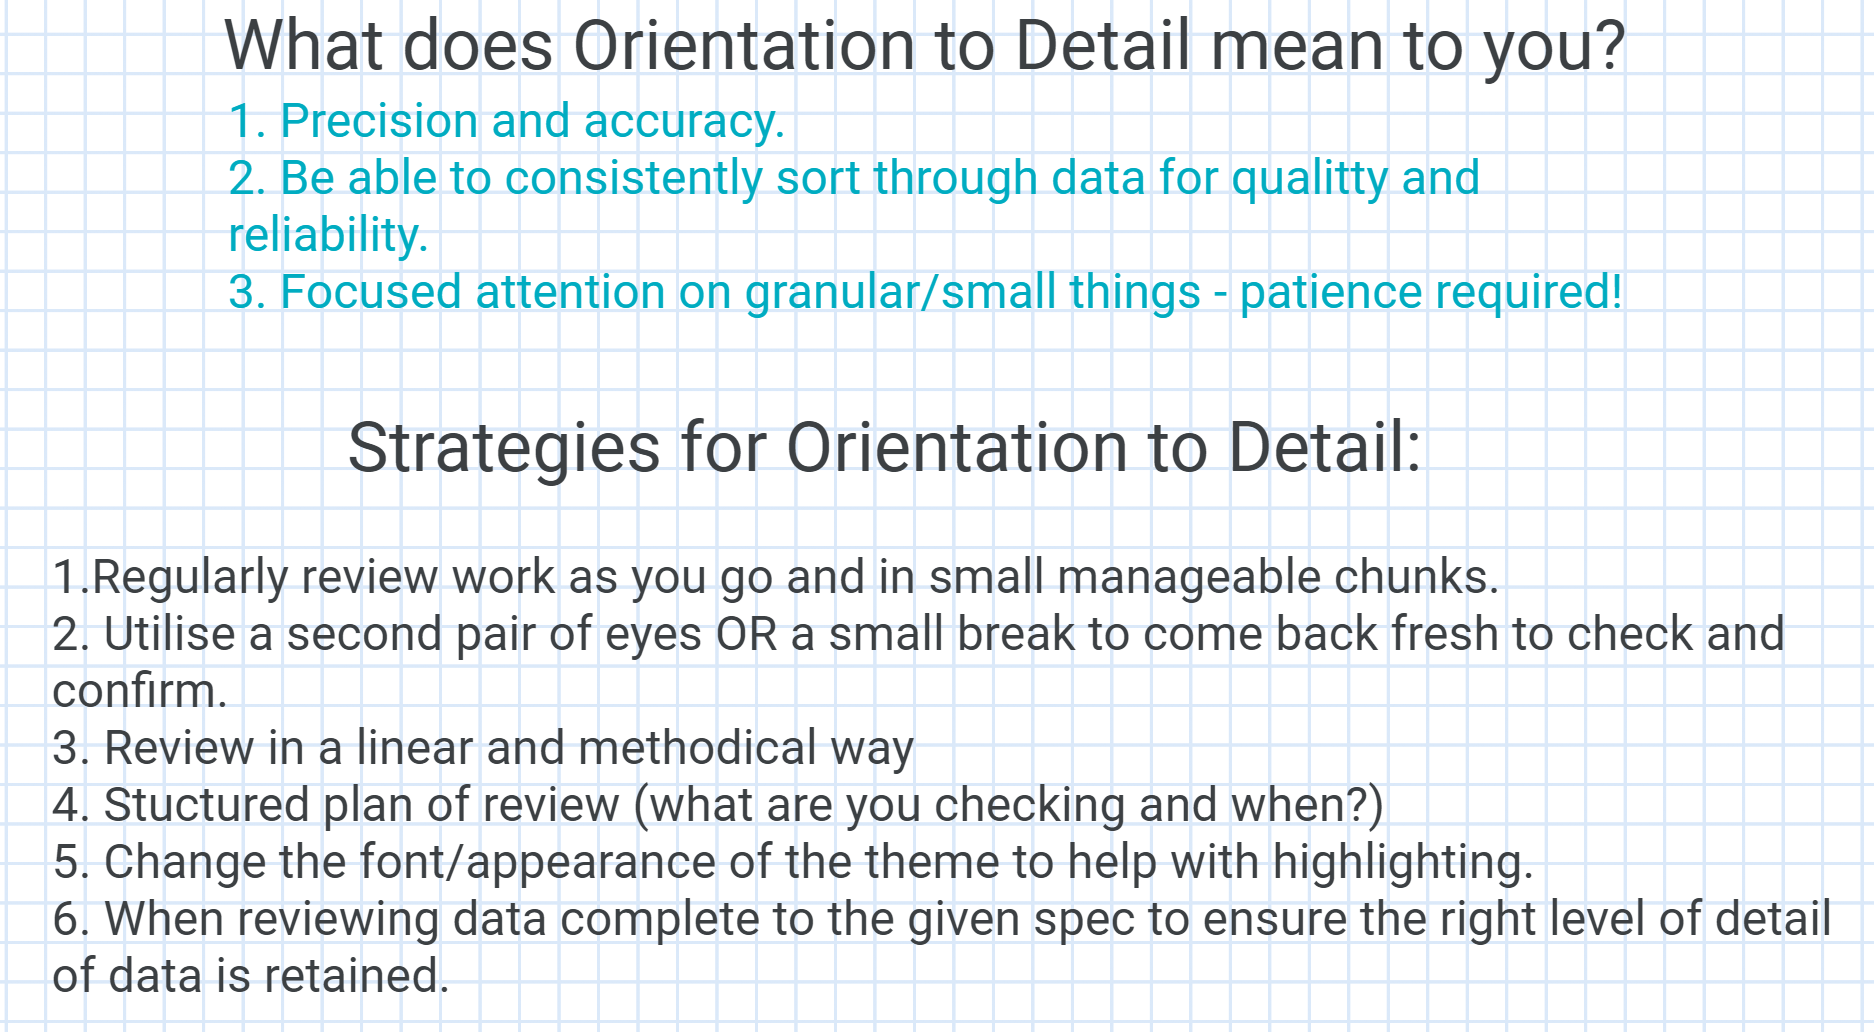 What does Orientation to Detail mean to you?
1. Precision and accuracy.
2. Be able to consistently sort through data for qualitty and
reliability.
3. Focused attention on granular/small things - patience required!
Strategies for Orientation to Detail:
1.Regularly review work as you go and in small manageable chunks.
2. Utilise a second pair of eyes OR a small break to come back fresh to check and
confirm.
3. Review in a linear and methodical way
4. Stuctured plan of review (what are you checking and when?)
5. Change the font/appearance of the theme to help with highlighting.
6. When reviewing data complete to the given spec to ensure the right level of detail
of data is retained.